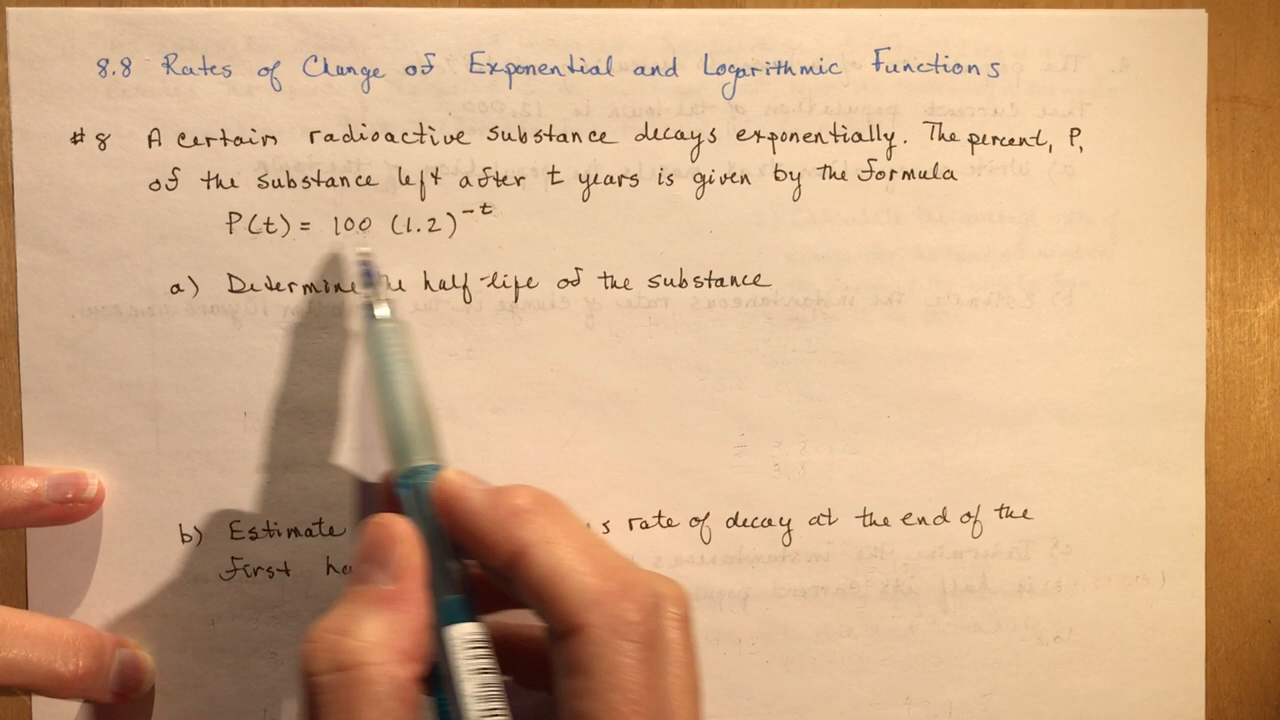 8.8 Rates of Change of Exponential and Logarithmic Functions
#8 A certain radioactive substance decays exponentially. The percent, P,
of the substance left after t years is given by the formula
P(t) = 100 (1.2)^-t
a) Determine half-life of the substance
b) Estimate rate of decay at the end of the
first